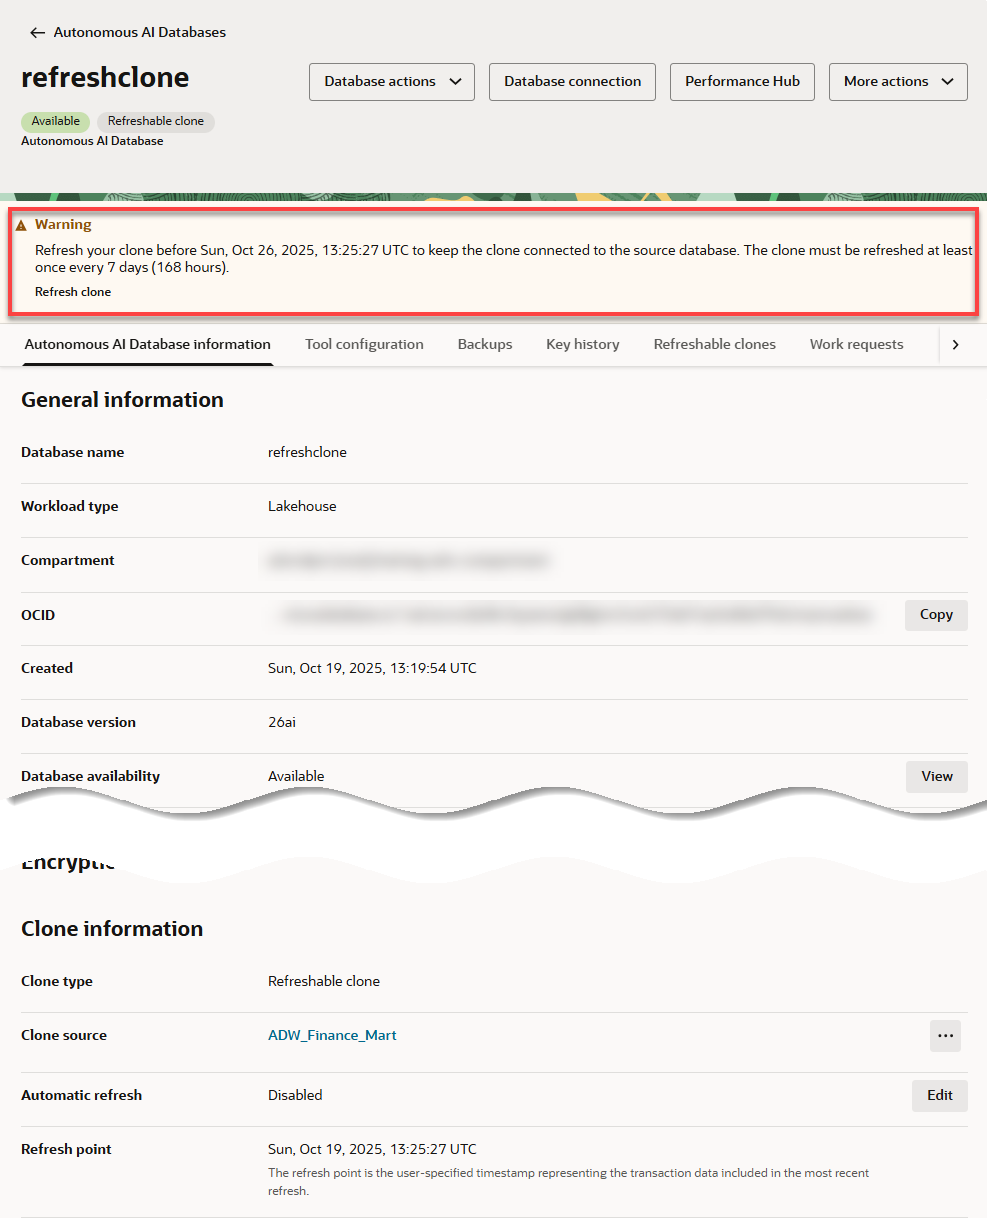 Autonomous AI Databases
refreshclone
Database actions
Database connection
Performance Hub
More actions
Available
Refreshable clone
Autonomous AI Database
Warning
Refresh your clone before Sun, Oct 26, 2025, 13:25:27 UTC to keep the clone connected to the source database. The clone must be refreshed at least
once every 7 days (168 hours).
Refresh clone
Autonomous AI Database information
Tool configuration
Backups
Key history
Refreshable clones
Work requests
General information
Database name
refreshclone
Workload type
Lakehouse
Compartment
OCID
Copy
Created
Sun, Oct 19, 2025, 13:19:54 UTC
Database version
26ai
Database availability
Available
View
Clone information
Clone type
Refreshable clone
Clone source
ADW_Finance_Mart
...
Automatic refresh
Disabled
Edit
Refresh point
Sun, Oct 19, 2025, 13:25:27 UTC
The refresh point is the user-specified timestamp representing the transaction data included in the most recent
refresh.